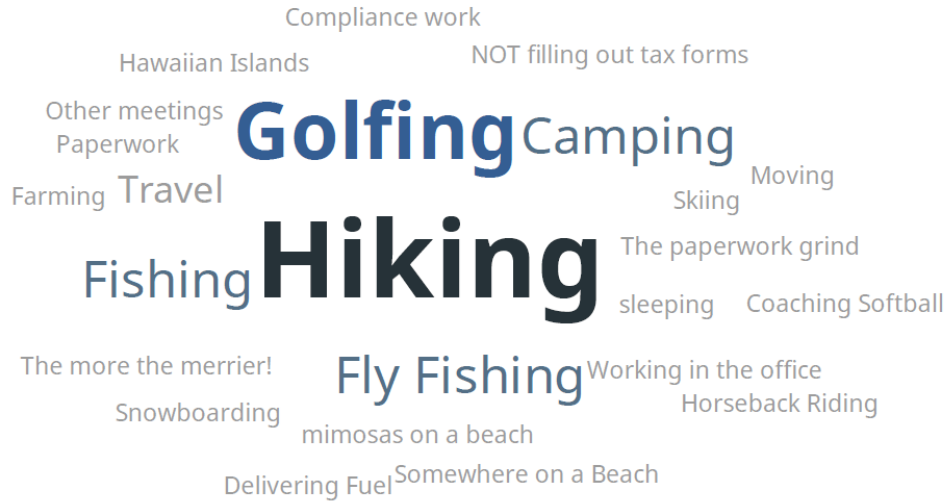 Compliance work
NOT filling out tax forms
Hawaiian Islands
Other meetings
Golfing
Camping
Paperwork
Moving
Farming
Travel
Skiing
Hiking
The paperwork grind
Fishing
sleeping
Coaching Softball
The more the merrier!
Fly Fishing
Working in the office
Horseback Riding
Snowboarding
mimosas on a beach
Somewhere on a Beach
Delivering Fuel